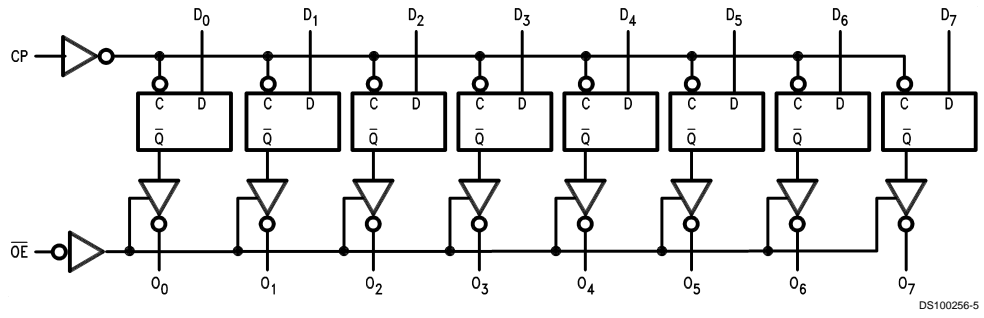 D0 D1 D2 D3 D4 D5 D6 D7
CP
C D C D C D C D C D C D C D C D
Q̅ Q̅ Q̅ Q̅ Q̅ Q̅ Q̅ Q̅
O̅E̅
O0 O1 O2 O3 O4 O5 O6 O7
DS100256-5